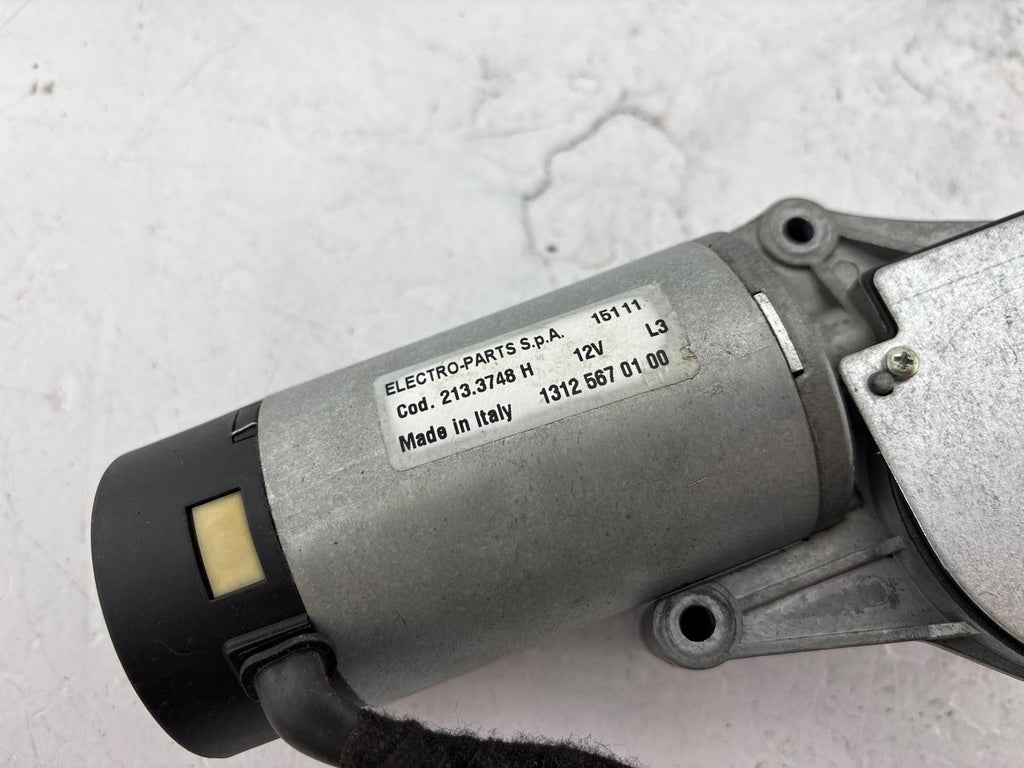 ELECTRO-PARTS S.p.A. 151 11
Cod. 213.3748 H 12V L3
Made in Italy 1312 567 01 00